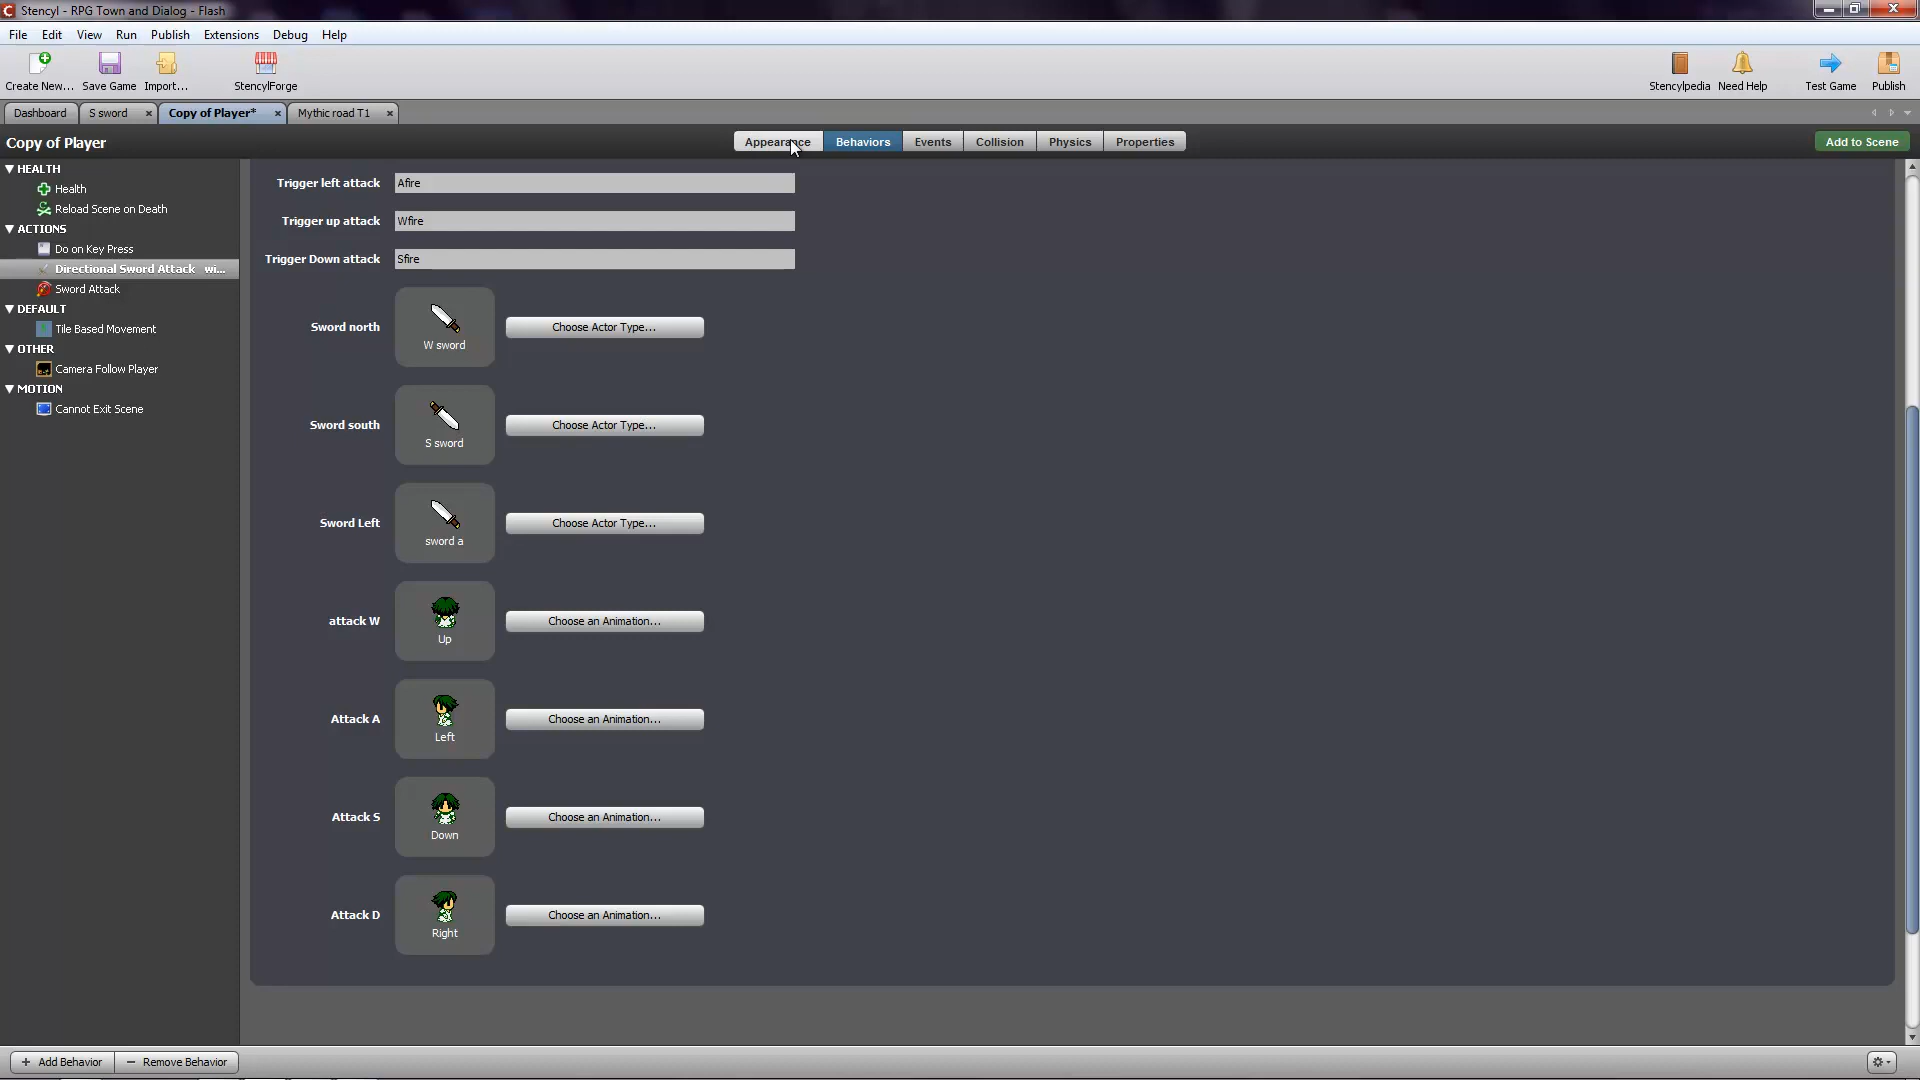 Stencyl - RPG Town and Dialog - Flash
File Edit View Run Publish Extensions Debug Help
Create New... Save Game Import... StencylForge Stencylpedia Need Help Test Game Publish
Dashboard S sword Copy of Player* Mythic road T1
Copy of Player Appearance Behaviors Events Collision Physics Properties Add to Scene
HEALTH
Health
Reload Scene on Death
ACTIONS
Do on Key Press
Directional Sword Attack wi...
Sword Attack
DEFAULT
Tile Based Movement
OTHER
Camera Follow Player
MOTION
Cannot Exit Scene
Trigger left attack Afire
Trigger up attack Wfire
Trigger Down attack Sfire
Sword north W sword Choose Actor Type...
Sword south S sword Choose Actor Type...
Sword Left sword a Choose Actor Type...
attack W Up Choose an Animation...
Attack A Left Choose an Animation...
Attack S Down Choose an Animation...
Attack D Right Choose an Animation...
+ Add Behavior − Remove Behavior